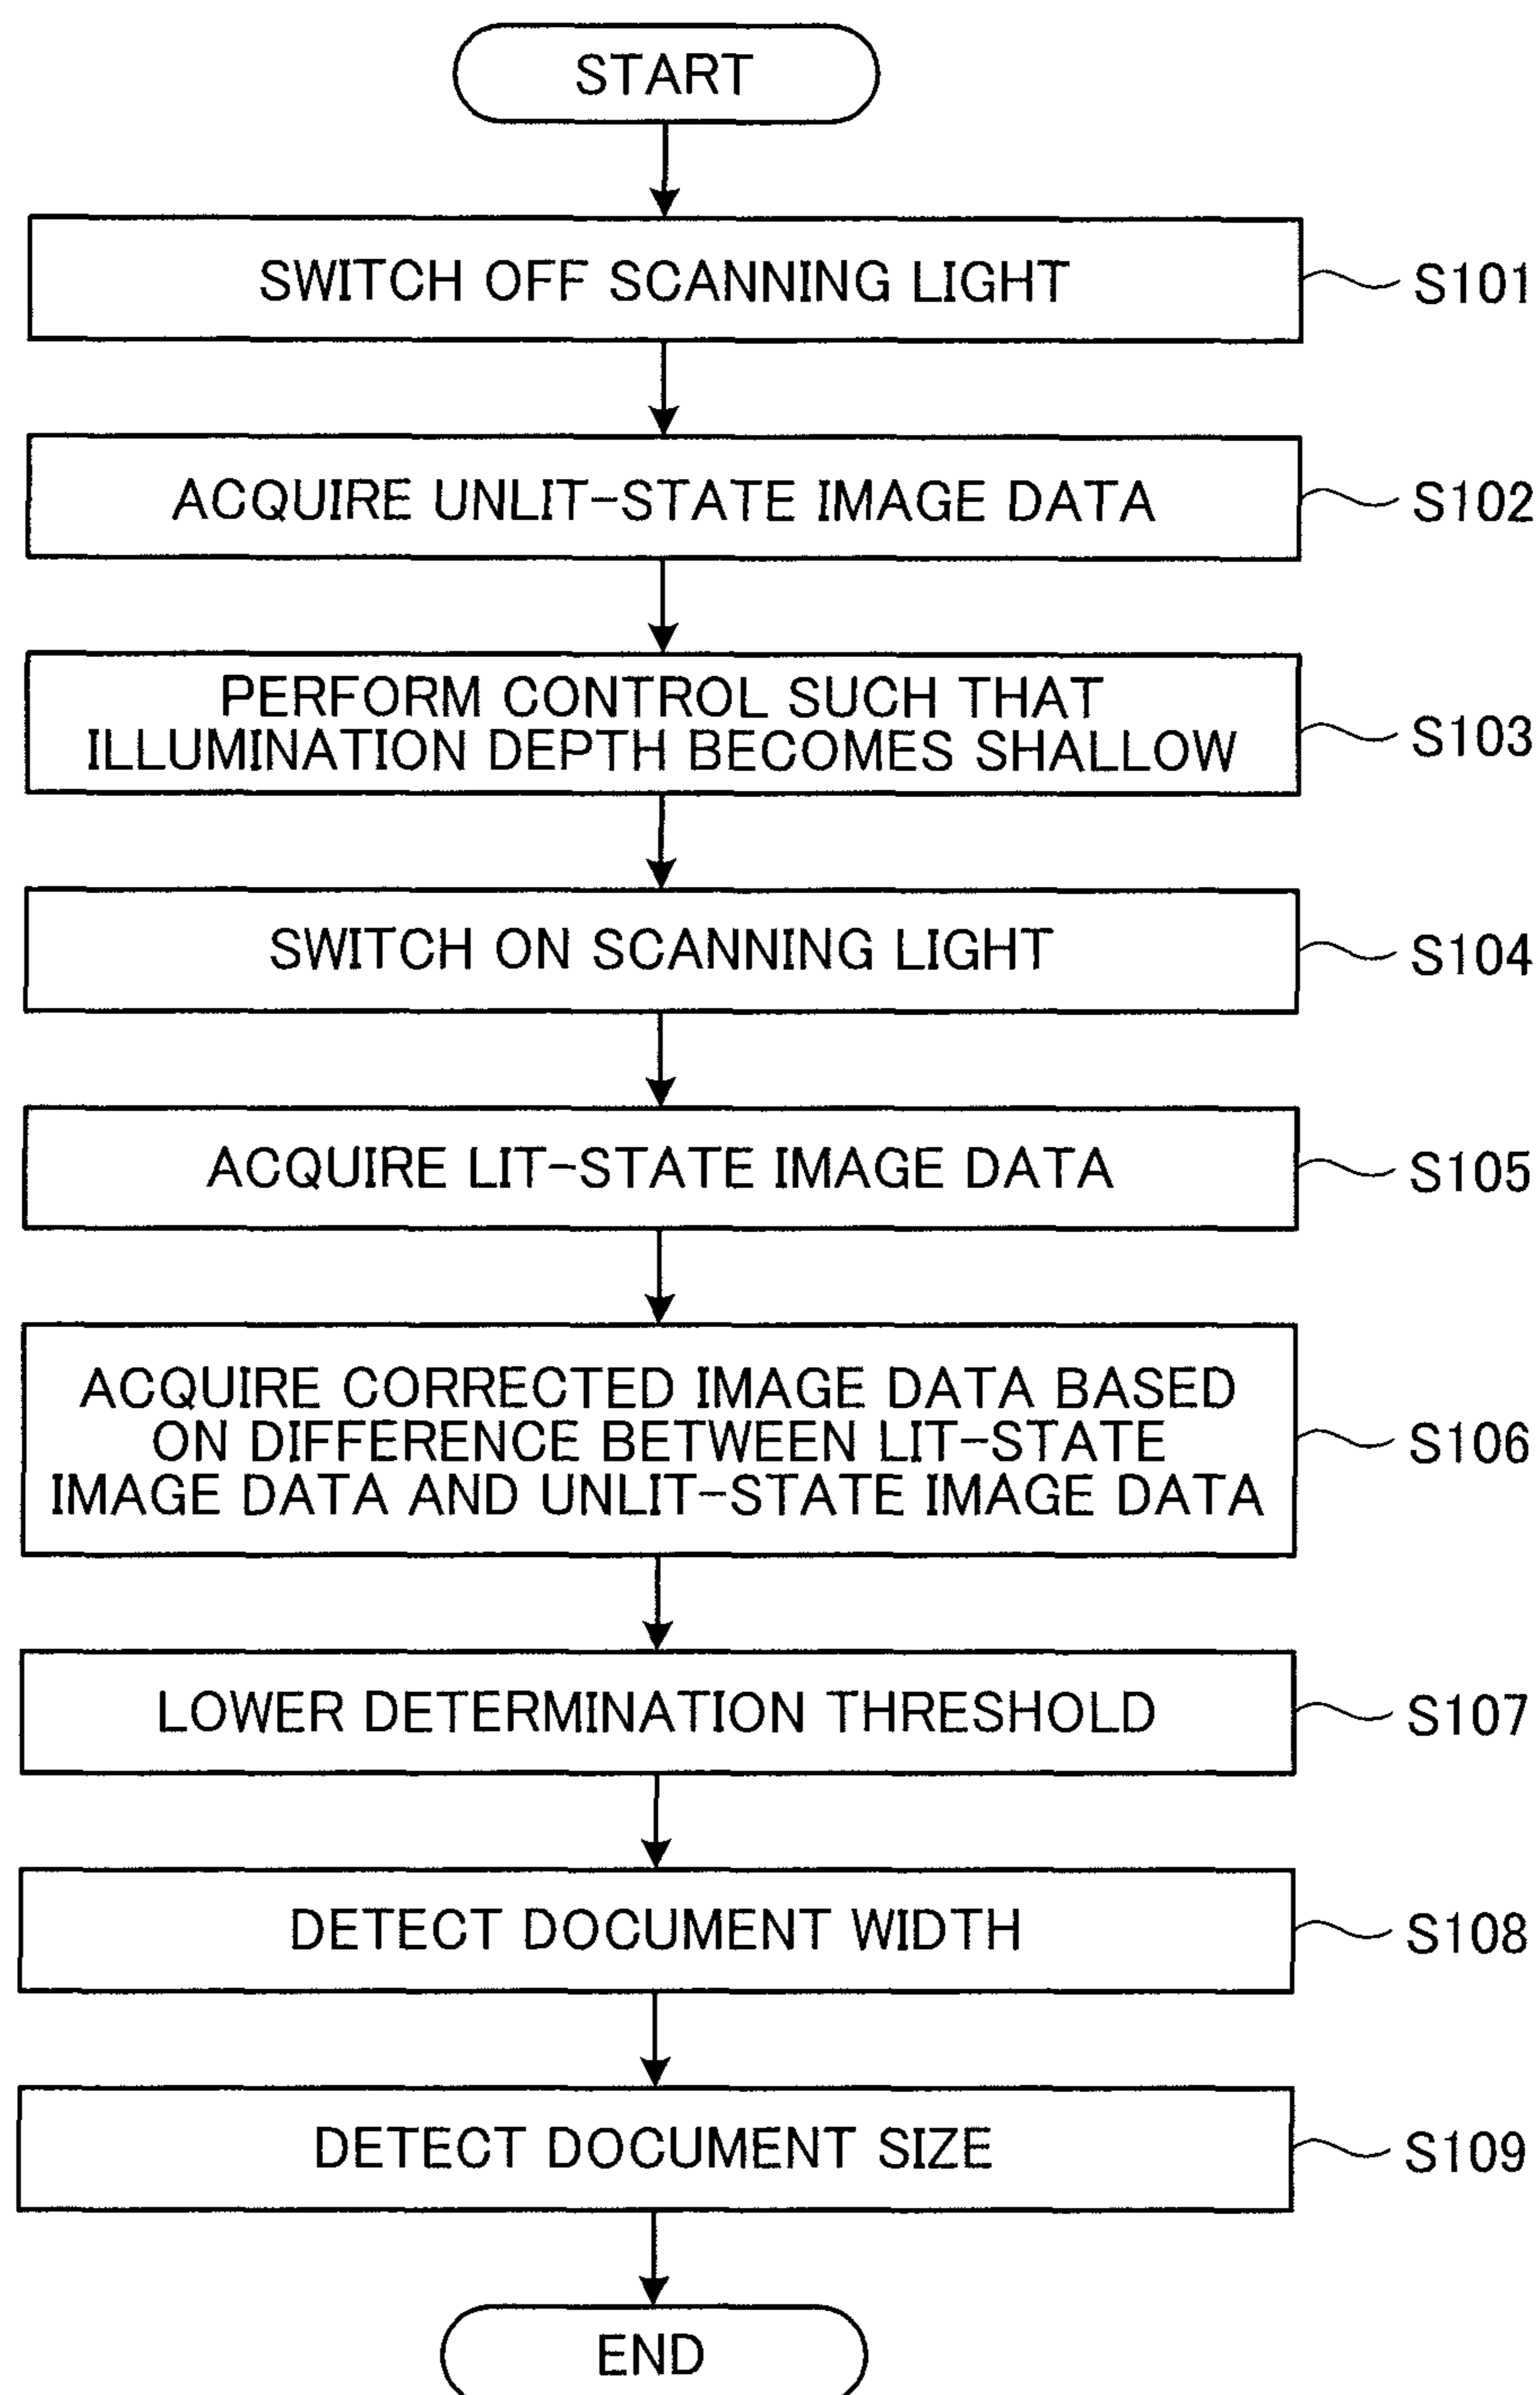 START
SWITCH OFF SCANNING LIGHT
S101
ACQUIRE UNLIT-STATE IMAGE DATA
S102
PERFORM CONTROL SUCH THAT
ILLUMINATION DEPTH BECOMES SHALLOW
S103
SWITCH ON SCANNING LIGHT
S104
ACQUIRE LIT-STATE IMAGE DATA
S105
ACQUIRE CORRECTED IMAGE DATA BASED
ON DIFFERENCE BETWEEN LIT-STATE
IMAGE DATA AND UNLIT-STATE IMAGE DATA
S106
LOWER DETERMINATION THRESHOLD
S107
DETECT DOCUMENT WIDTH
S108
DETECT DOCUMENT SIZE
S109
END